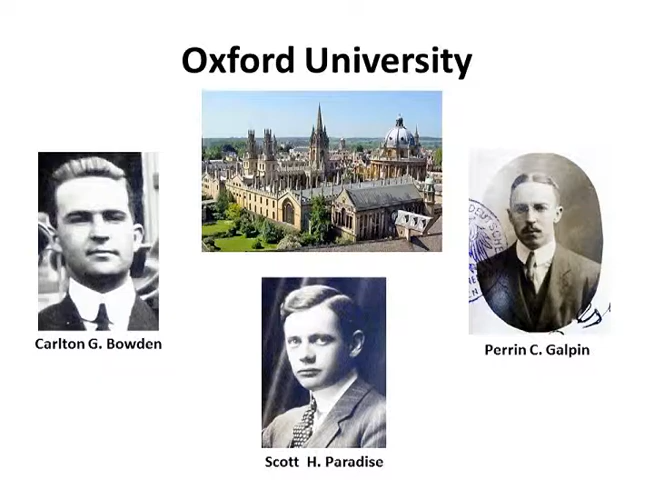 Oxford University
Carlton G. Bowden
Perrin C. Galpin
Scott H. Paradise